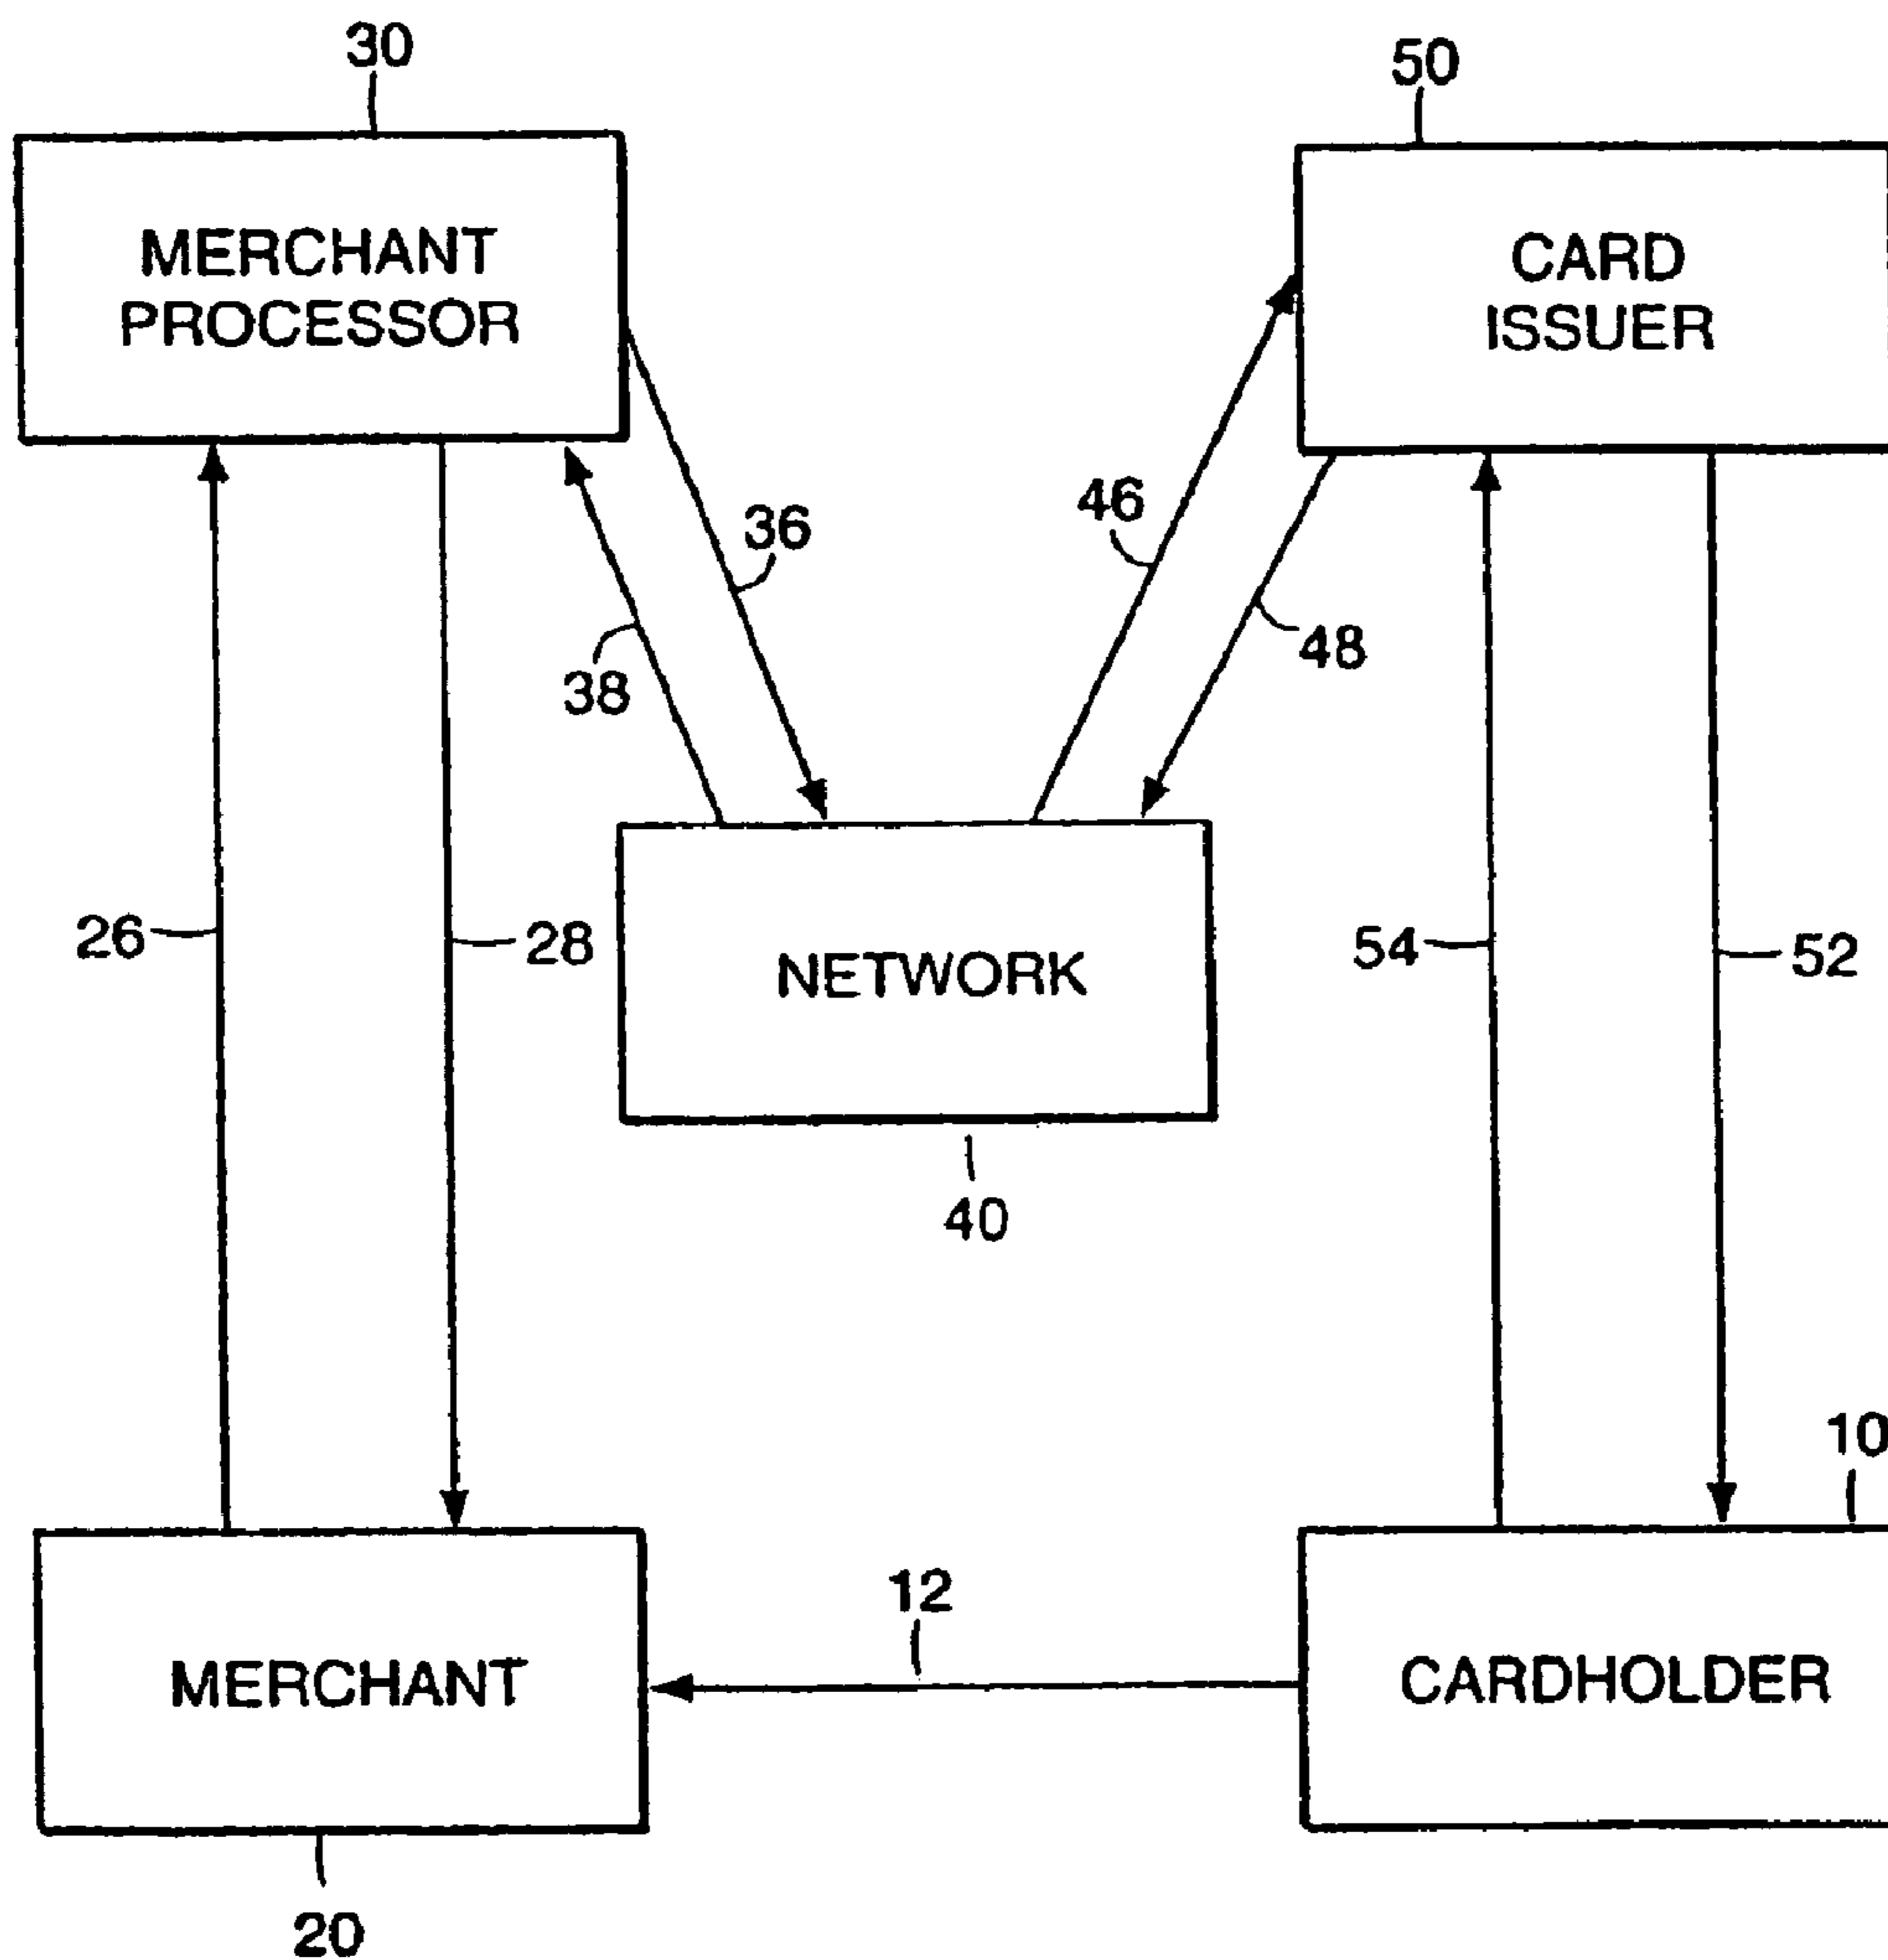 30
50
MERCHANT
PROCESSOR
CARD
ISSUER
46
36
48
38
26
28
NETWORK
54
52
40
10
12
MERCHANT
CARDHOLDER
20